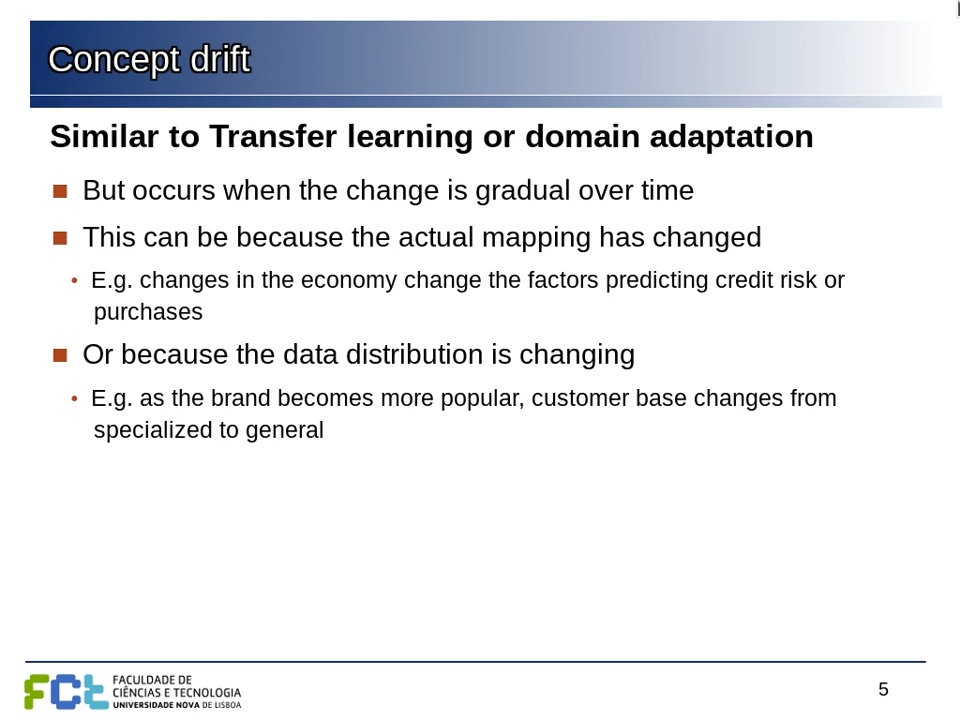 Concept drift
Similar to Transfer learning or domain adaptation
But occurs when the change is gradual over time
This can be because the actual mapping has changed
E.g. changes in the economy change the factors predicting credit risk or
purchases
Or because the data distribution is changing
E.g. as the brand becomes more popular, customer base changes from
specialized to general
FCT
FACULDADE DE
CIÊNCIAS E TECNOLOGIA
UNIVERSIDADE NOVA DE LISBOA
5